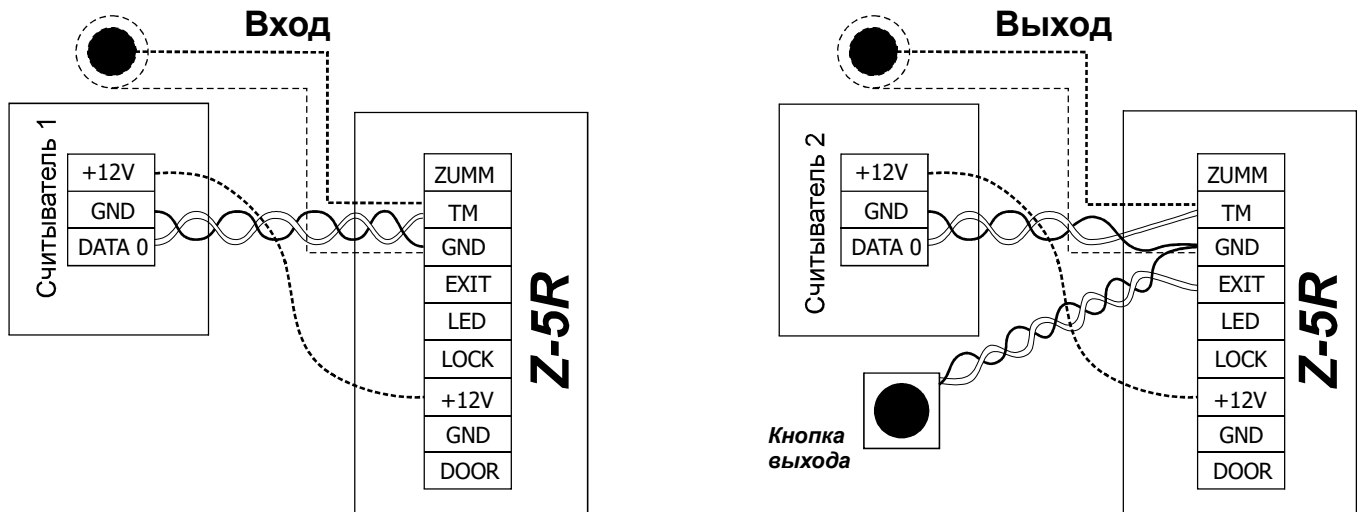 Вход
Считыватель 1
+12V
GND
DATA 0
ZUMM
TM
GND
EXIT
LED
LOCK
+12V
GND
DOOR
Z-5R
Выход
Считыватель 2
+12V
GND
DATA 0
Кнопка
выхода
ZUMM
TM
GND
EXIT
LED
LOCK
+12V
GND
DOOR
Z-5R